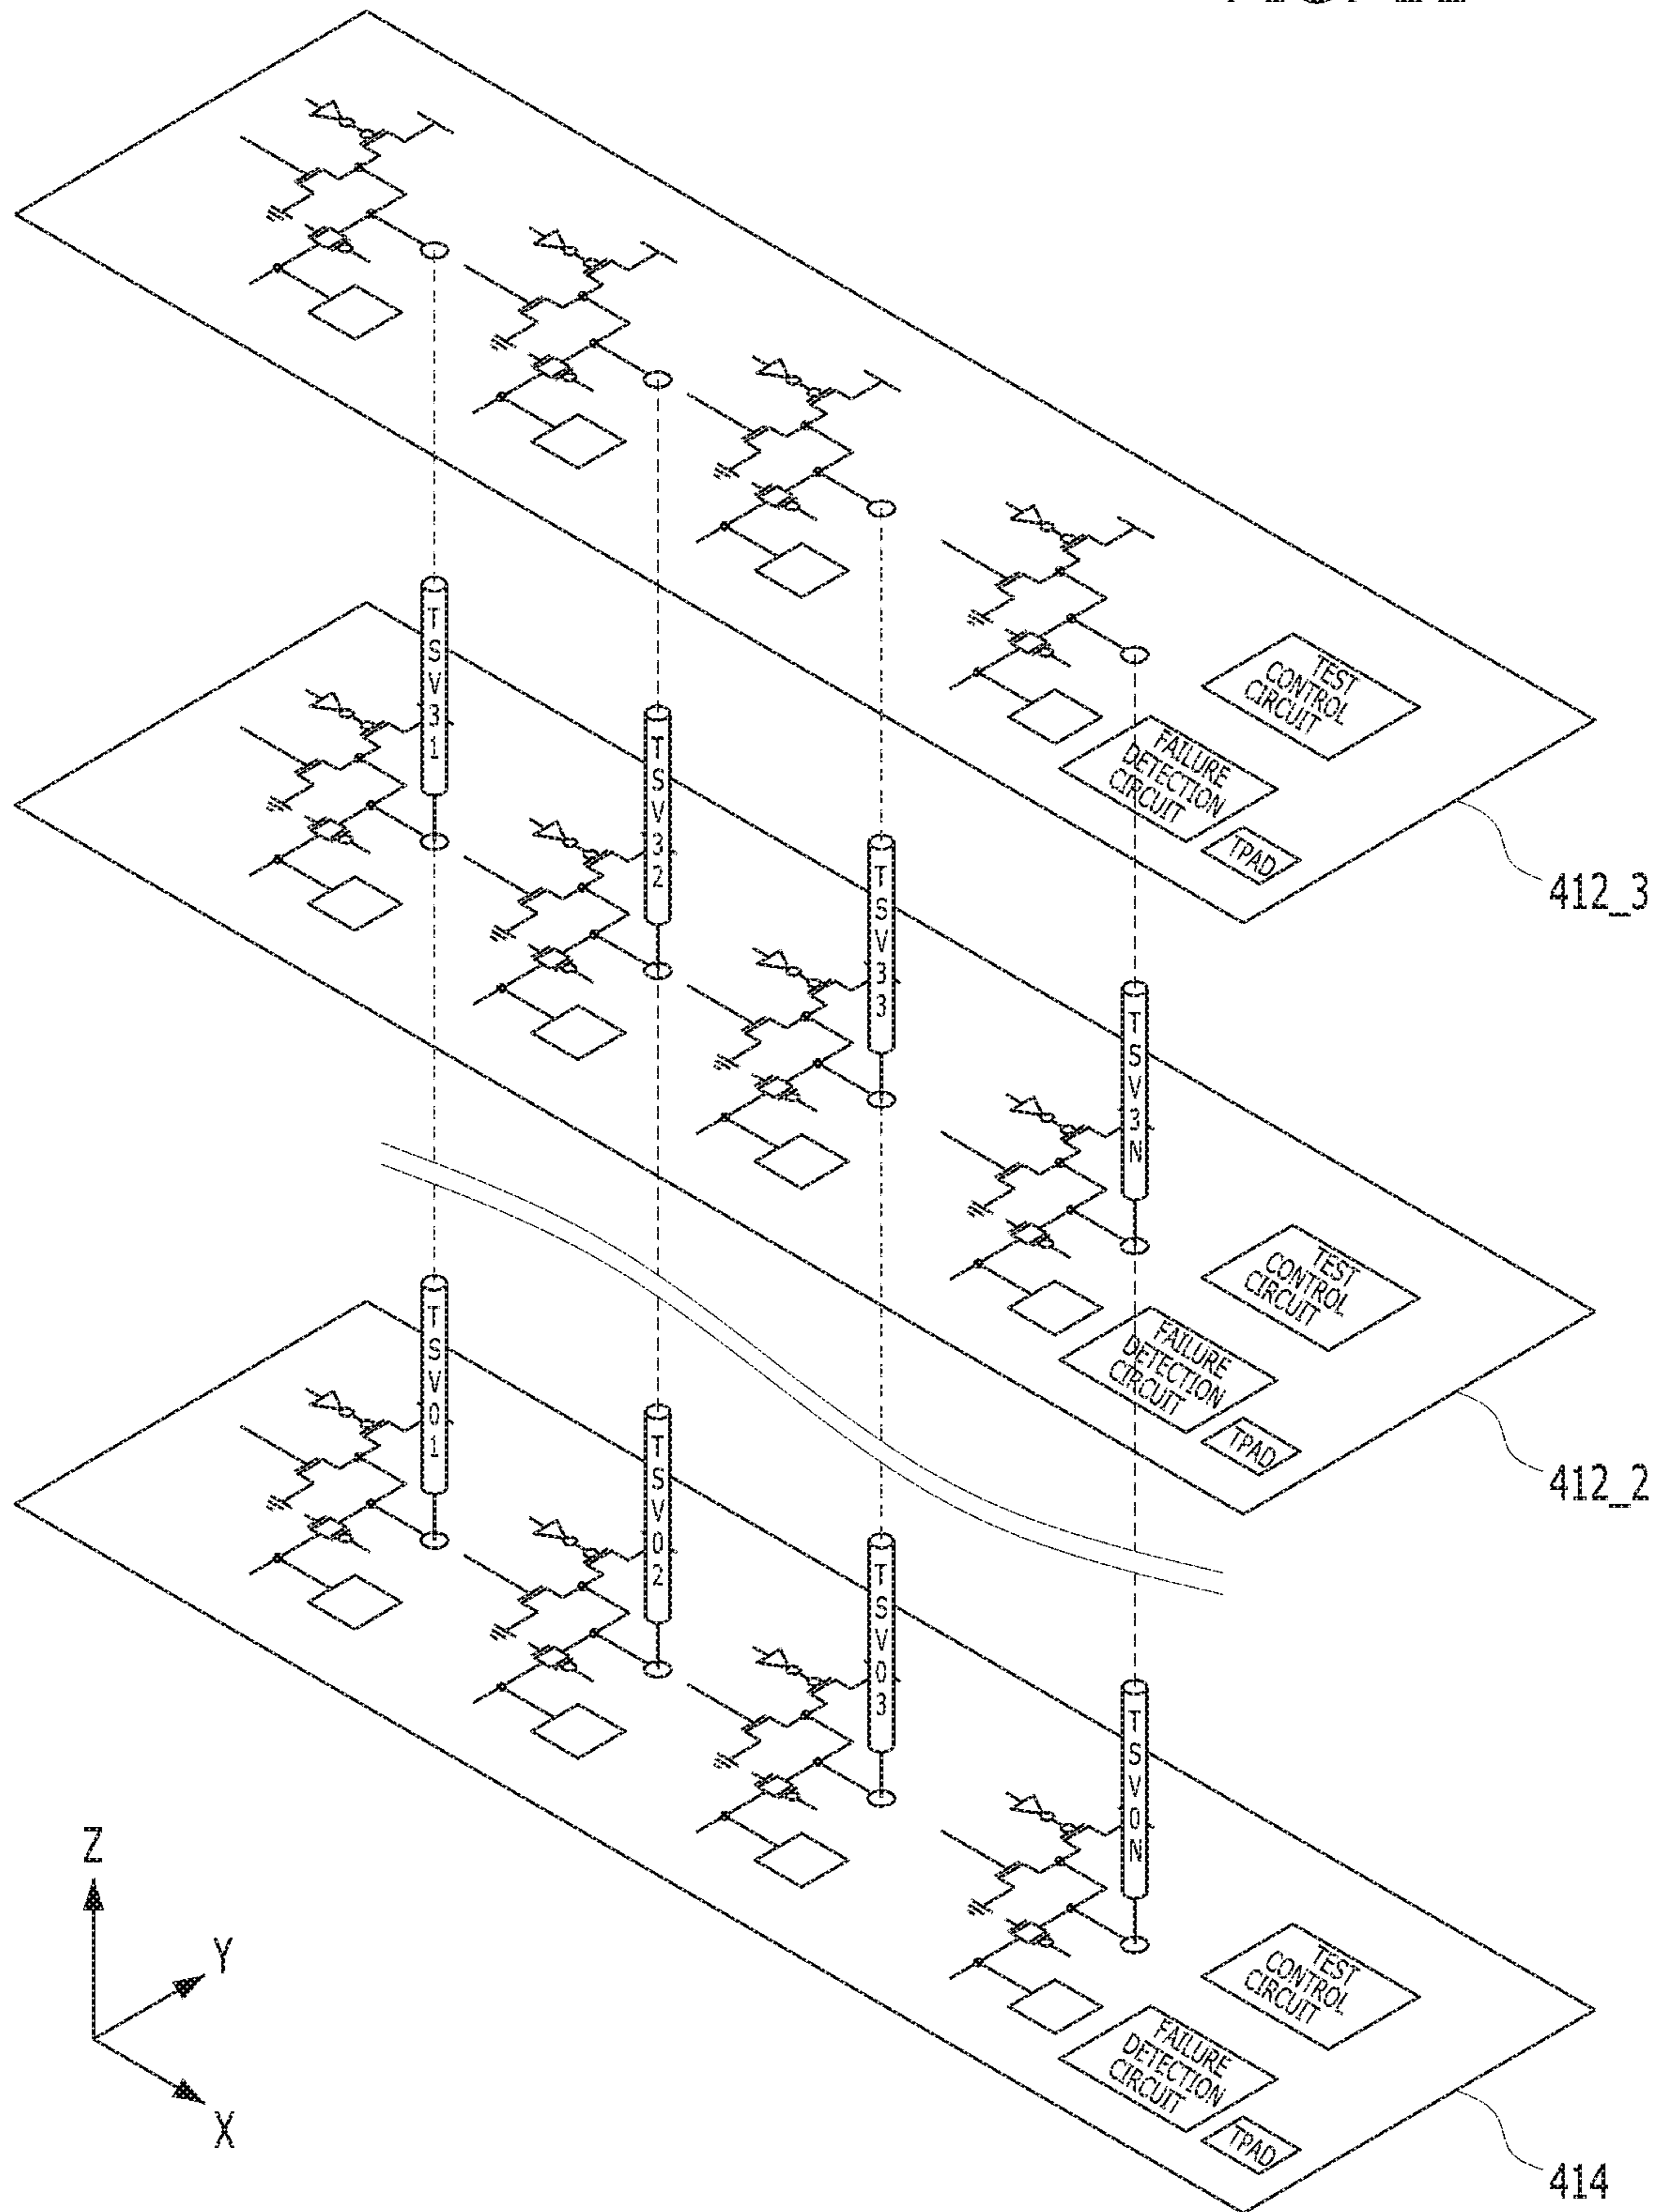 TEST
CONTROL
CIRCUIT
FAILURE
DETECTION
CIRCUIT
TPAD
412_3
TSV31
TSV32
TSV33
TSV3N
TEST
CONTROL
CIRCUIT
FAILURE
DETECTION
CIRCUIT
TPAD
412_2
TSV01
TSV02
TSV03
TSV0N
TEST
CONTROL
CIRCUIT
FAILURE
DETECTION
CIRCUIT
TPAD
414
Z
Y
X